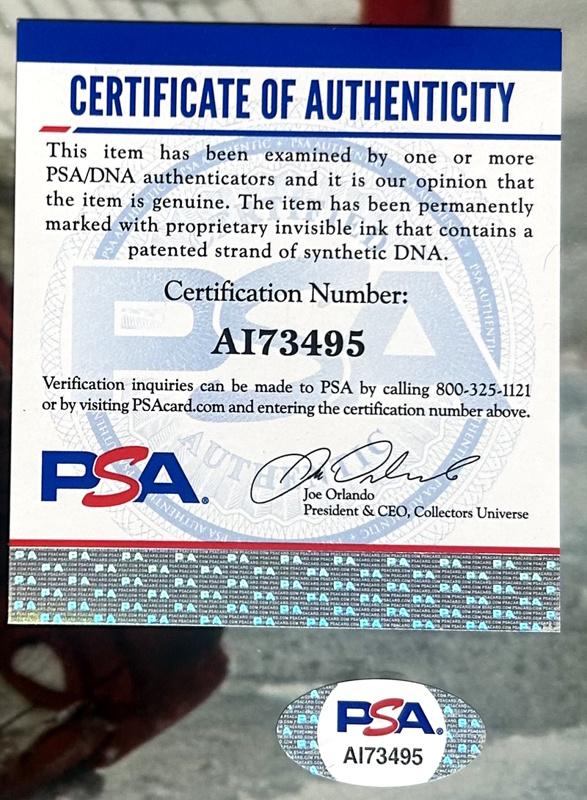 CERTIFICATE OF AUTHENTICITY
This item has been examined by one or more
PSA/DNA authenticators and it is our opinion that
the item is genuine. The item has been permanently
marked with proprietary invisible ink that contains a
patented strand of synthetic DNA.
Certification Number:
AI73495
Verification inquiries can be made to PSA by calling 800-325-1121
or by visiting PSAcard.com and entering the certification number above.
PSA®
Joe Orlando
President & CEO, Collectors Universe
PSA®
AI73495